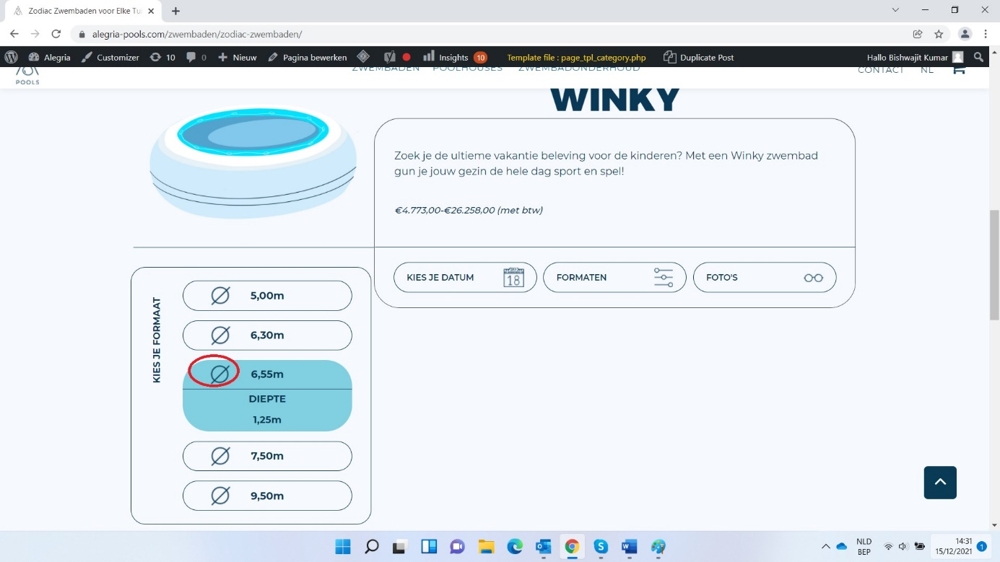 Zodiac Zwembaden voor Elke Tu
alegria-pools.com/zwembaden/zodiac-zwembaden/
Alegria Customizer 10 0 Nieuw Pagina bewerken Insights 10 Template file : page_tpl_category.php Duplicate Post Hallo Bishwajit Kumar
ZWEMBADEN POOLHOUSES ZWEMBADONDERHOUD CONTACT NL
POOLS
WINKY
Zoek je de ultieme vakantie beleving voor de kinderen? Met een Winky zwembad
gun je jouw gezin de hele dag sport en spel!
€4.773,00-€26.258,00 (met btw)
KIES JE DATUM 18 FORMATEN FOTO'S
KIES JE FORMAAT
5,00m
6,30m
6,55m
DIEPTE
1,25m
7,50m
9,50m
NLD
BEP
14:31
15/12/2021
1